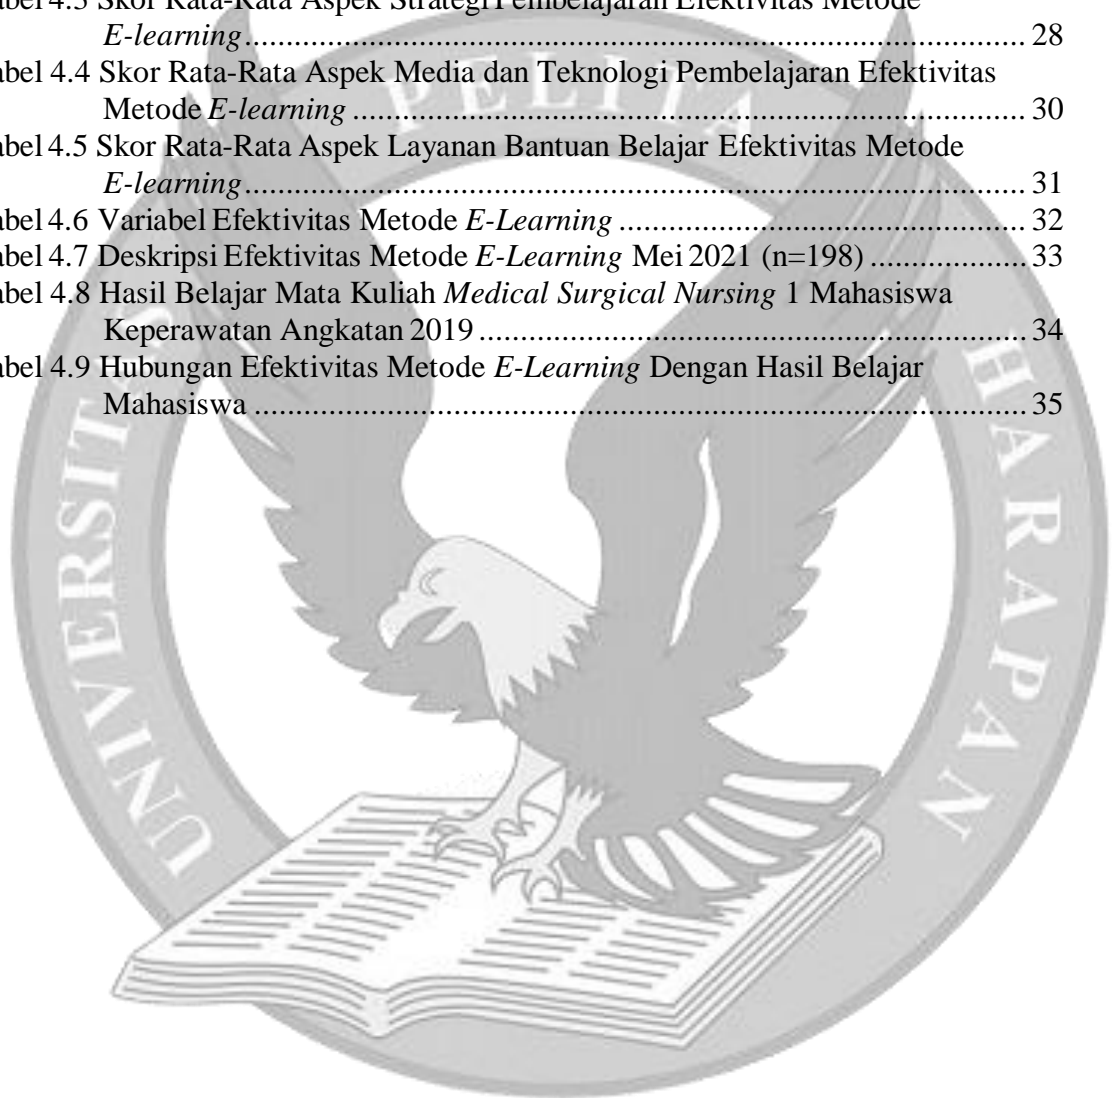 abel 4.3 Skor Rata-Rata Aspek Strategi Pembelajaran Efektivitas Metode
E-learning............................................................................................... 28
abel 4.4 Skor Rata-Rata Aspek Media dan Teknologi Pembelajaran Efektivitas
Metode E-learning .................................................................................. 30
abel 4.5 Skor Rata-Rata Aspek Layanan Bantuan Belajar Efektivitas Metode
E-learning............................................................................................... 31
abel 4.6 Variabel Efektivitas Metode E-Learning .................................................. 32
abel 4.7 Deskripsi Efektivitas Metode E-Learning Mei 2021 (n=198) ................... 33
abel 4.8 Hasil Belajar Mata Kuliah Medical Surgical Nursing 1 Mahasiswa
Keperawatan Angkatan 2019 ................................................................... 34
abel 4.9 Hubungan Efektivitas Metode E-Learning Dengan Hasil Belajar
Mahasiswa .............................................................................................. 35
UNIVERSITAS PELITA HARAPAN